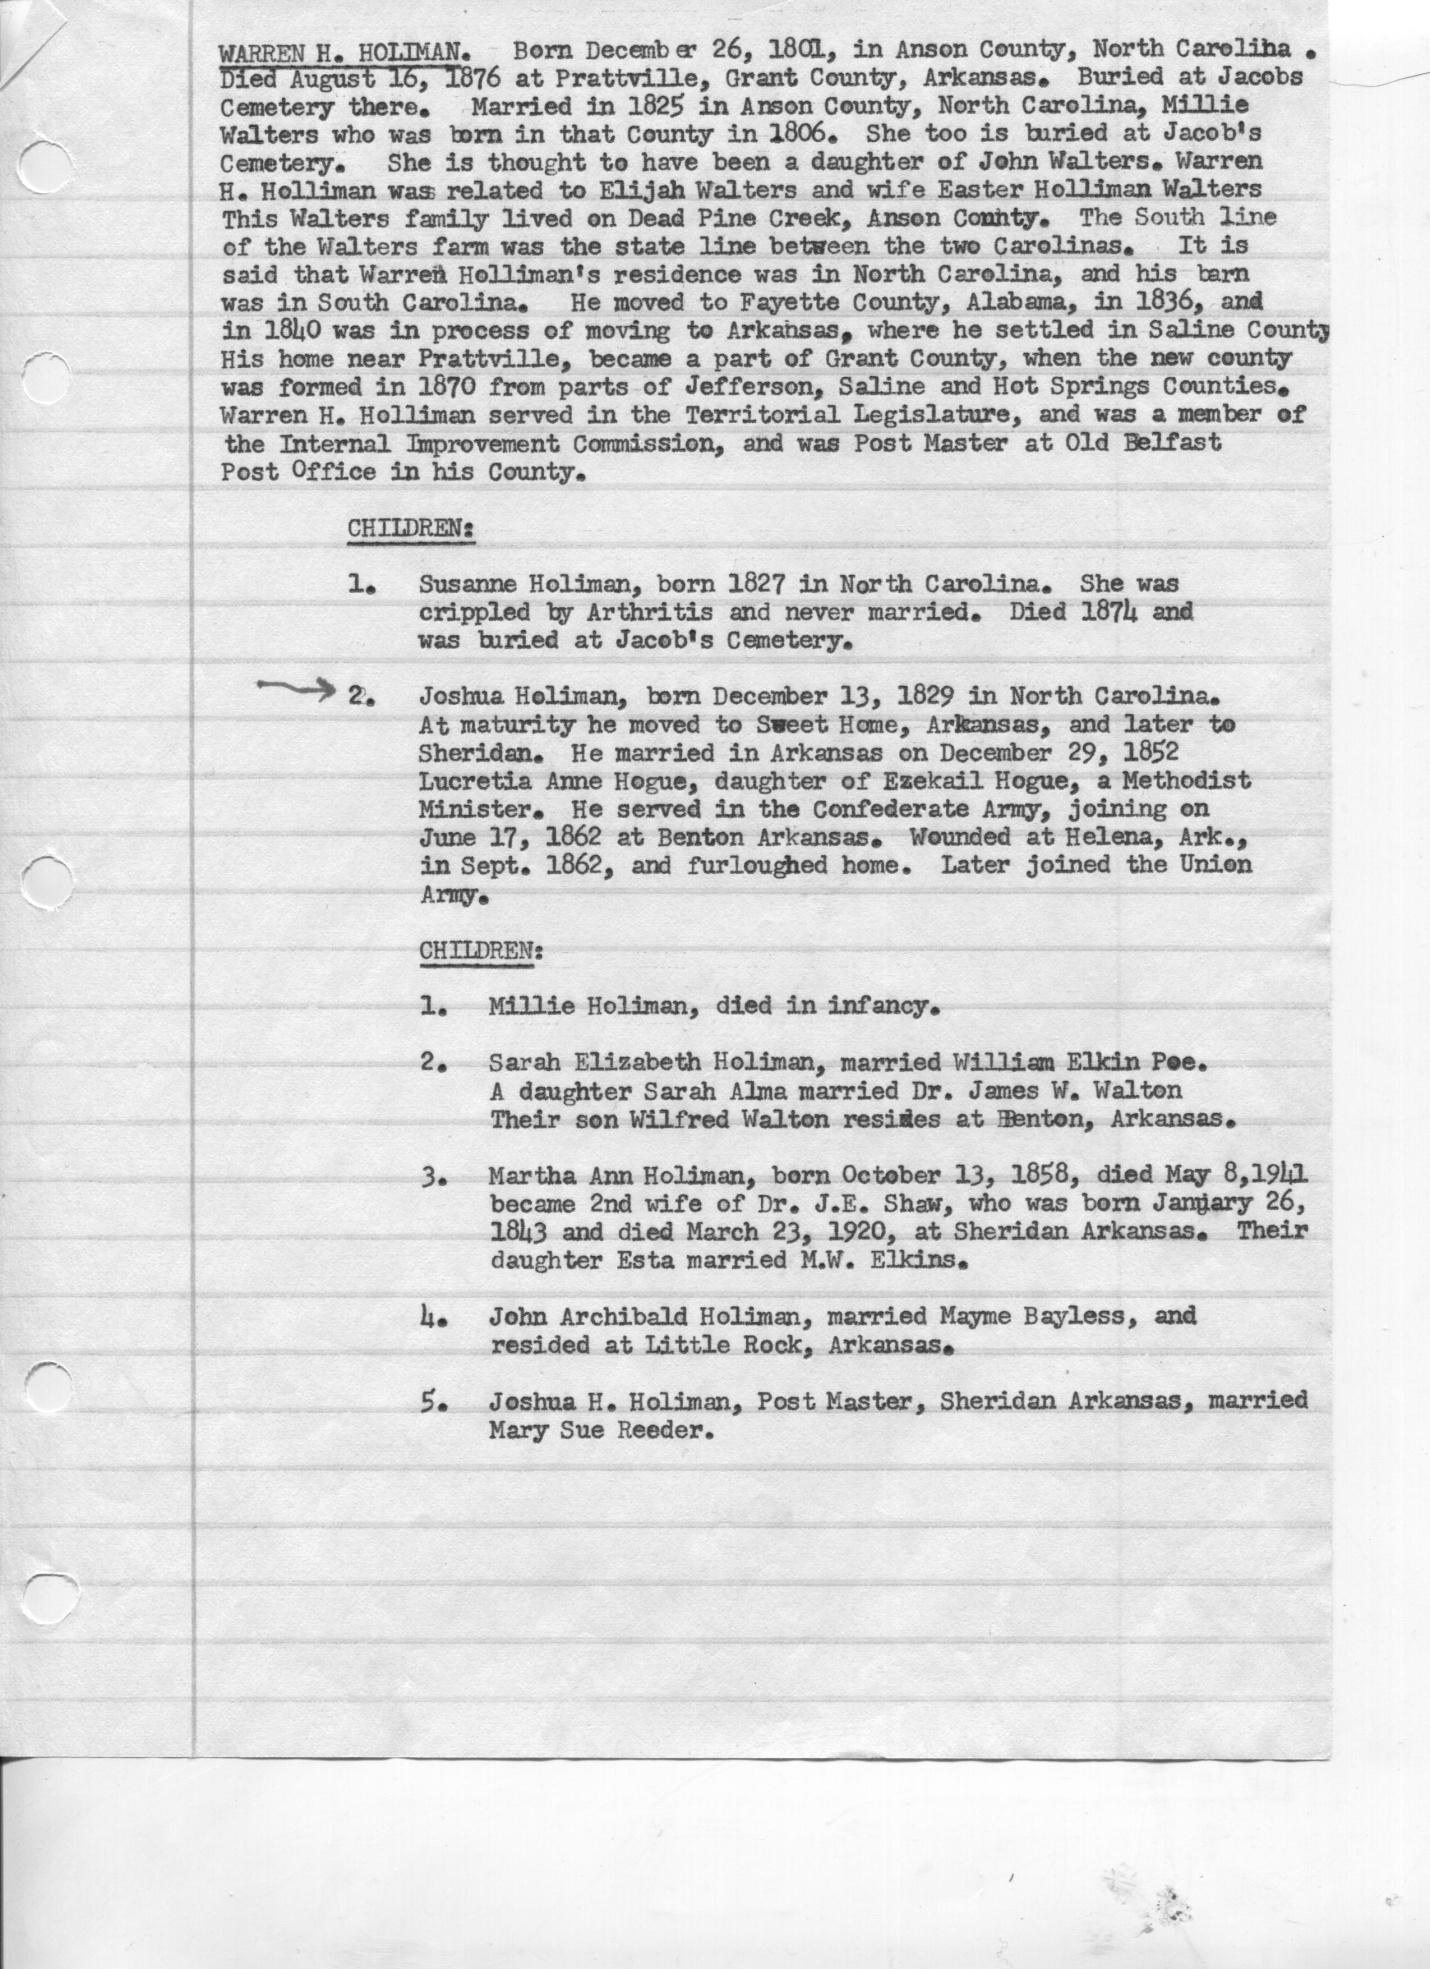 WARREN H. HOLIMAN. Born December 26, 1801, in Anson County, North Carolina .
Died August 16, 1876 at Prattville, Grant County, Arkansas. Buried at Jacobs
Cemetery there. Married in 1825 in Anson County, North Carolina, Millie
Walters who was born in that County in 1806. She too is buried at Jacob's
Cemetery. She is thought to have been a daughter of John Walters. Warren
H. Holliman was related to Elijah Walters and wife Easter Holliman Walters
This Walters family lived on Dead Pine Creek, Anson County. The South line
of the Walters farm was the state line between the two Carolinas. It is
said that Warren Holliman's residence was in North Carolina, and his barn
was in South Carolina. He moved to Fayette County, Alabama, in 1836, and
in 1840 was in process of moving to Arkansas, where he settled in Saline County
His home near Prattville, became a part of Grant County, when the new county
was formed in 1870 from parts of Jefferson, Saline and Hot Springs Counties.
Warren H. Holliman served in the Territorial Legislature, and was a member of
the Internal Improvement Commission, and was Post Master at Old Belfast
Post Office in his County.
CHILDREN:
1. Susanne Holiman, born 1827 in North Carolina. She was
crippled by Arthritis and never married. Died 1874 and
was buried at Jacob's Cemetery.
2. Joshua Holiman, born December 13, 1829 in North Carolina.
At maturity he moved to Sweet Home, Arkansas, and later to
Sheridan. He married in Arkansas on December 29, 1852
Lucretia Anne Hogue, daughter of Ezekail Hogue, a Methodist
Minister. He served in the Confederate Army, joining on
June 17, 1862 at Benton Arkansas. Wounded at Helena, Ark.,
in Sept. 1862, and furloughed home. Later joined the Union
Army.
CHILDREN:
1. Millie Holiman, died in infancy.
2. Sarah Elizabeth Holiman, married William Elkin Poe.
A daughter Sarah Alma married Dr. James W. Walton
Their son Wilfred Walton resides at Benton, Arkansas.
3. Martha Ann Holiman, born October 13, 1858, died May 8,1941
became 2nd wife of Dr. J.E. Shaw, who was born January 26,
1843 and died March 23, 1920, at Sheridan Arkansas. Their
daughter Esta married M.W. Elkins.
4. John Archibald Holiman, married Mayme Bayless, and
resided at Little Rock, Arkansas.
5. Joshua H. Holiman, Post Master, Sheridan Arkansas, married
Mary Sue Reeder.